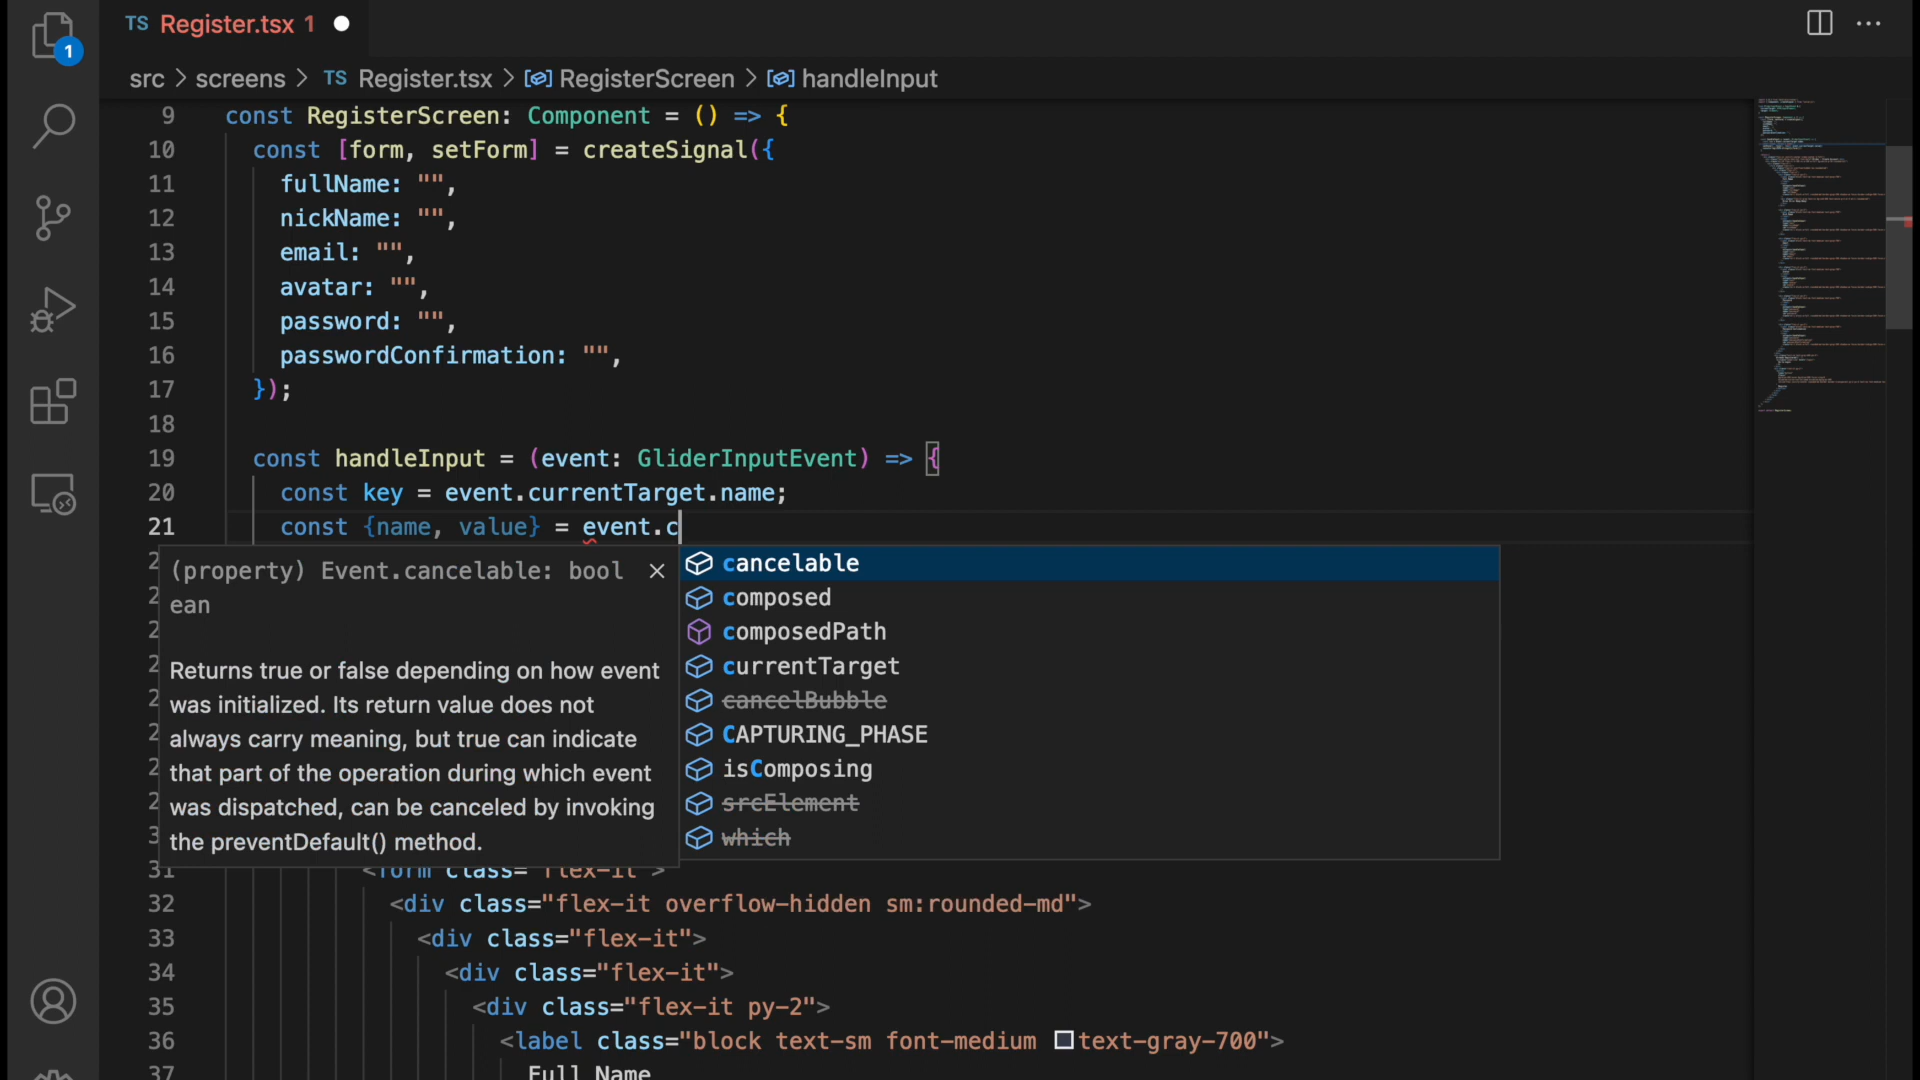 1
TS Register.tsx 1
src > screens > TS Register.tsx > RegisterScreen > handleInput
9 const RegisterScreen: Component = () => {
10 const [form, setForm] = createSignal({
11 fullName: "",
12 nickName: "",
13 email: "",
14 avatar: "",
15 password: "",
16 passwordConfirmation: "",
17 });
18
19 const handleInput = (event: GliderInputEvent) => {
20 const key = event.currentTarget.name;
21 const {name, value} = event.c
(property) Event.cancelable: bool
ean
Returns true or false depending on how event
was initialized. Its return value does not
always carry meaning, but true can indicate
that part of the operation during which event
was dispatched, can be canceled by invoking
the preventDefault() method.
cancelable
composed
composedPath
currentTarget
cancelBubble
CAPTURING_PHASE
isComposing
srcElement
which
31 <form class="flex-it">
32 <div class="flex-it overflow-hidden sm:rounded-md">
33 <div class="flex-it">
34 <div class="flex-it">
35 <div class="flex-it py-2">
36 <label class="block text-sm font-medium text-gray-700">
37 Full Name